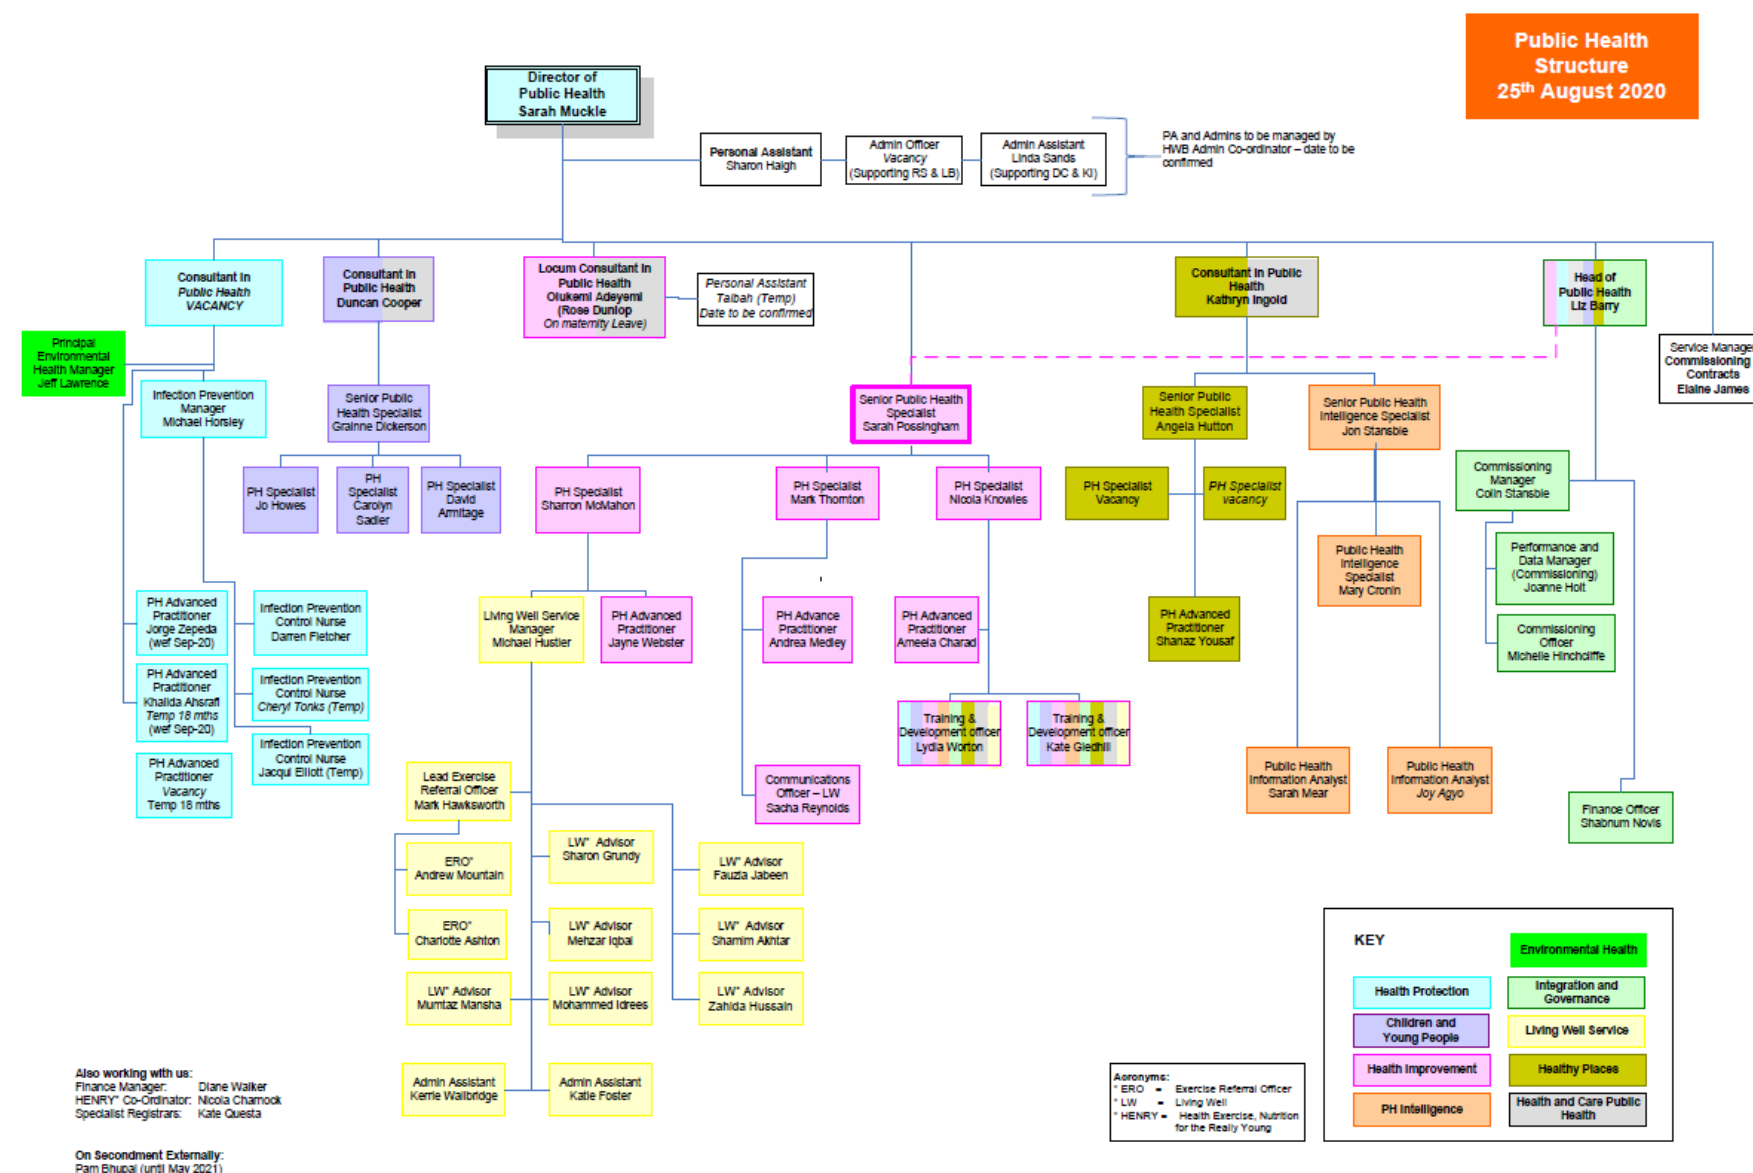 Public Health
Structure
25th August 2020
Director of
Public Health
Sarah Muckle
Personal Assistant
Sharon Haigh
Admin Officer
Vacancy
(Supporting RS & LB)
Admin Assistant
Linda Sands
(Supporting DC & KI)
PA and Admins to be managed by
HWB Admin Co-ordinator – date to be
confirmed
Consultant in
Public Health
VACANCY
Consultant in
Public Health
Duncan Cooper
Locum Consultant in
Public Health
Olukemi Adeyemi
(Rose Dunlop
On maternity Leave)
Personal Assistant
Taibah (Temp)
Date to be confirmed
Consultant in Public
Health
Kathryn Ingold
Head of
Public Health
Liz Barry
Service Manager
Commissioning
Contracts
Elaine James
Principal
Environmental
Health Manager
Jeff Lawrence
Infection Prevention
Manager
Michael Horsley
Senior Public
Health Specialist
Grainne Dickerson
Senior Public Health
Specialist
Sarah Possingham
Senior Public
Health Specialist
Angela Hutton
Senior Public Health
Intelligence Specialist
Jon Stansbie
PH Specialist
Jo Howes
PH
Specialist
Carolyn
Sadler
PH Specialist
David
Armitage
PH Specialist
Sharron McMahon
PH Specialist
Mark Thornton
PH Specialist
Nicola Knowles
PH Specialist
Vacancy
PH Specialist
vacancy
Commissioning
Manager
Colin Stansbie
Public Health
Intelligence
Specialist
Mary Cronin
Performance and
Data Manager
(Commissioning)
Joanne Holt
Commissioning
Officer
Michelle Hinchcliffe
PH Advanced
Practitioner
Jorge Zepeda
(wef Sep-20)
Infection Prevention
Control Nurse
Darren Fletcher
Living Well Service
Manager
Michael Hustler
PH Advanced
Practitioner
Jayne Webster
PH Advance
Practitioner
Andrea Medley
PH Advanced
Practitioner
Ameela Charad
PH Advanced
Practitioner
Shanaz Yousaf
PH Advanced
Practitioner
Khalida Ahsrafi
Temp 18 mths
(wef Sep-20)
Infection Prevention
Control Nurse
Cheryl Tonks (Temp)
Infection Prevention
Control Nurse
Jacqui Elliott (Temp)
PH Advanced
Practitioner
Vacancy
Temp 18 mths
Training &
Development officer
Lydia Worton
Training &
Development officer
Kate Gledhill
Lead Exercise
Referral Officer
Mark Hawksworth
Communications
Officer – LW
Sacha Reynolds
Public Health
Information Analyst
Sarah Mear
Public Health
Information Analyst
Joy Agyo
Finance Officer
Shabnum Novis
ERO*
Andrew Mountain
LW* Advisor
Sharon Grundy
LW* Advisor
Fauzia Jabeen
ERO*
Charlotte Ashton
LW* Advisor
Mehzar Iqbal
LW* Advisor
Shamim Akhtar
LW* Advisor
Mumtaz Mansha
LW* Advisor
Mohammed Idrees
LW* Advisor
Zahida Hussain
Admin Assistant
Kerrie Wallbridge
Admin Assistant
Katie Foster
KEY
Environmental Health
Health Protection
Integration and
Governance
Children and
Young People
Living Well Service
Health Improvement
Healthy Places
PH Intelligence
Health and Care Public
Health
Acronyms:
* ERO = Exercise Referral Officer
* LW = Living Well
* HENRY = Health Exercise, Nutrition
for the Really Young
Also working with us:
Finance Manager: Diane Walker
HENRY* Co-Ordinator: Nicola Charnock
Specialist Registrars: Kate Questa
On Secondment Externally:
Pam Bhupal (until May 2021)